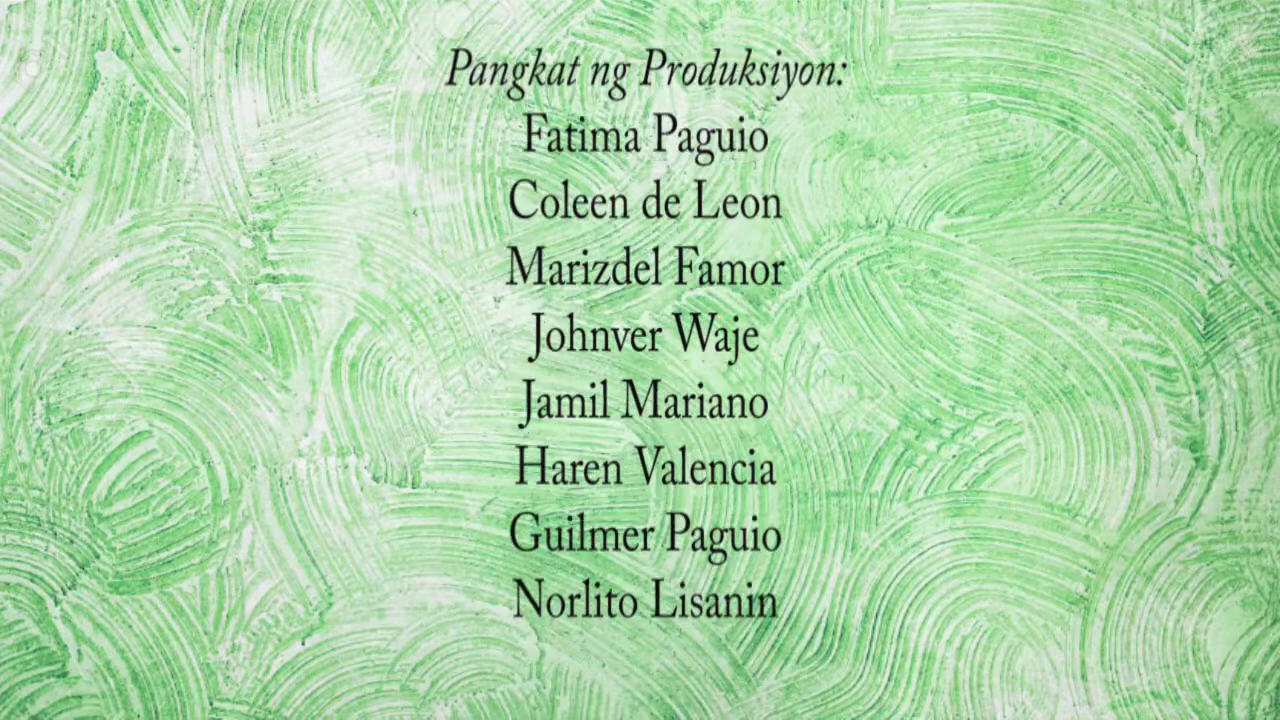 Pangkat ng Produksiyon:
Fatima Paguio
Coleen de Leon
Marizdel Famor
Johnver Waje
Jamil Mariano
Haren Valencia
Guilmer Paguio
Norlito Lisanin